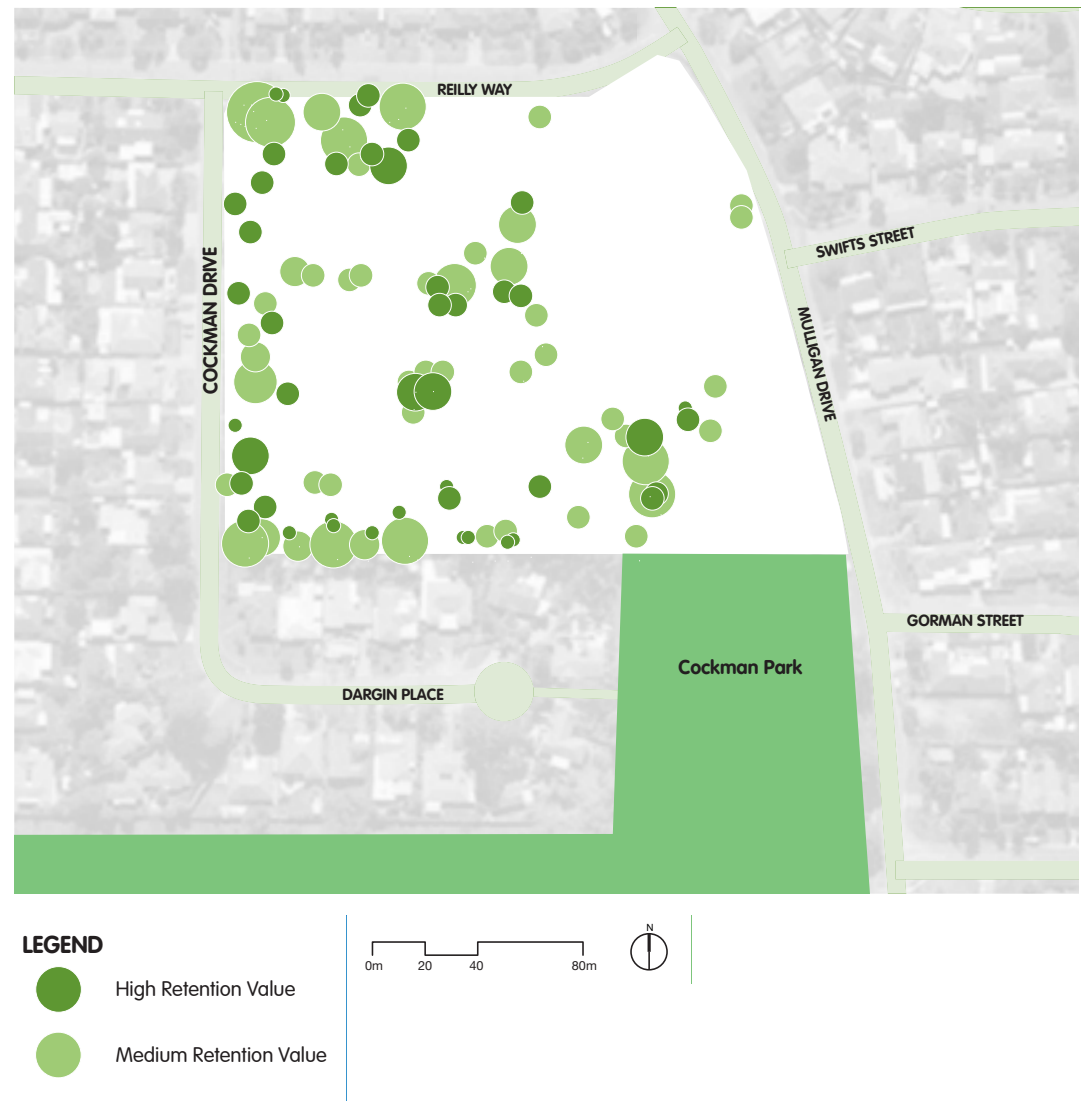 REILLY WAY
SWIFTS STREET
COCKMAN DRIVE
MULLIGAN DRIVE
GORMAN STREET
Cockman Park
DARGIN PLACE
LEGEND
High Retention Value
Medium Retention Value
0m 20 40 80m
N